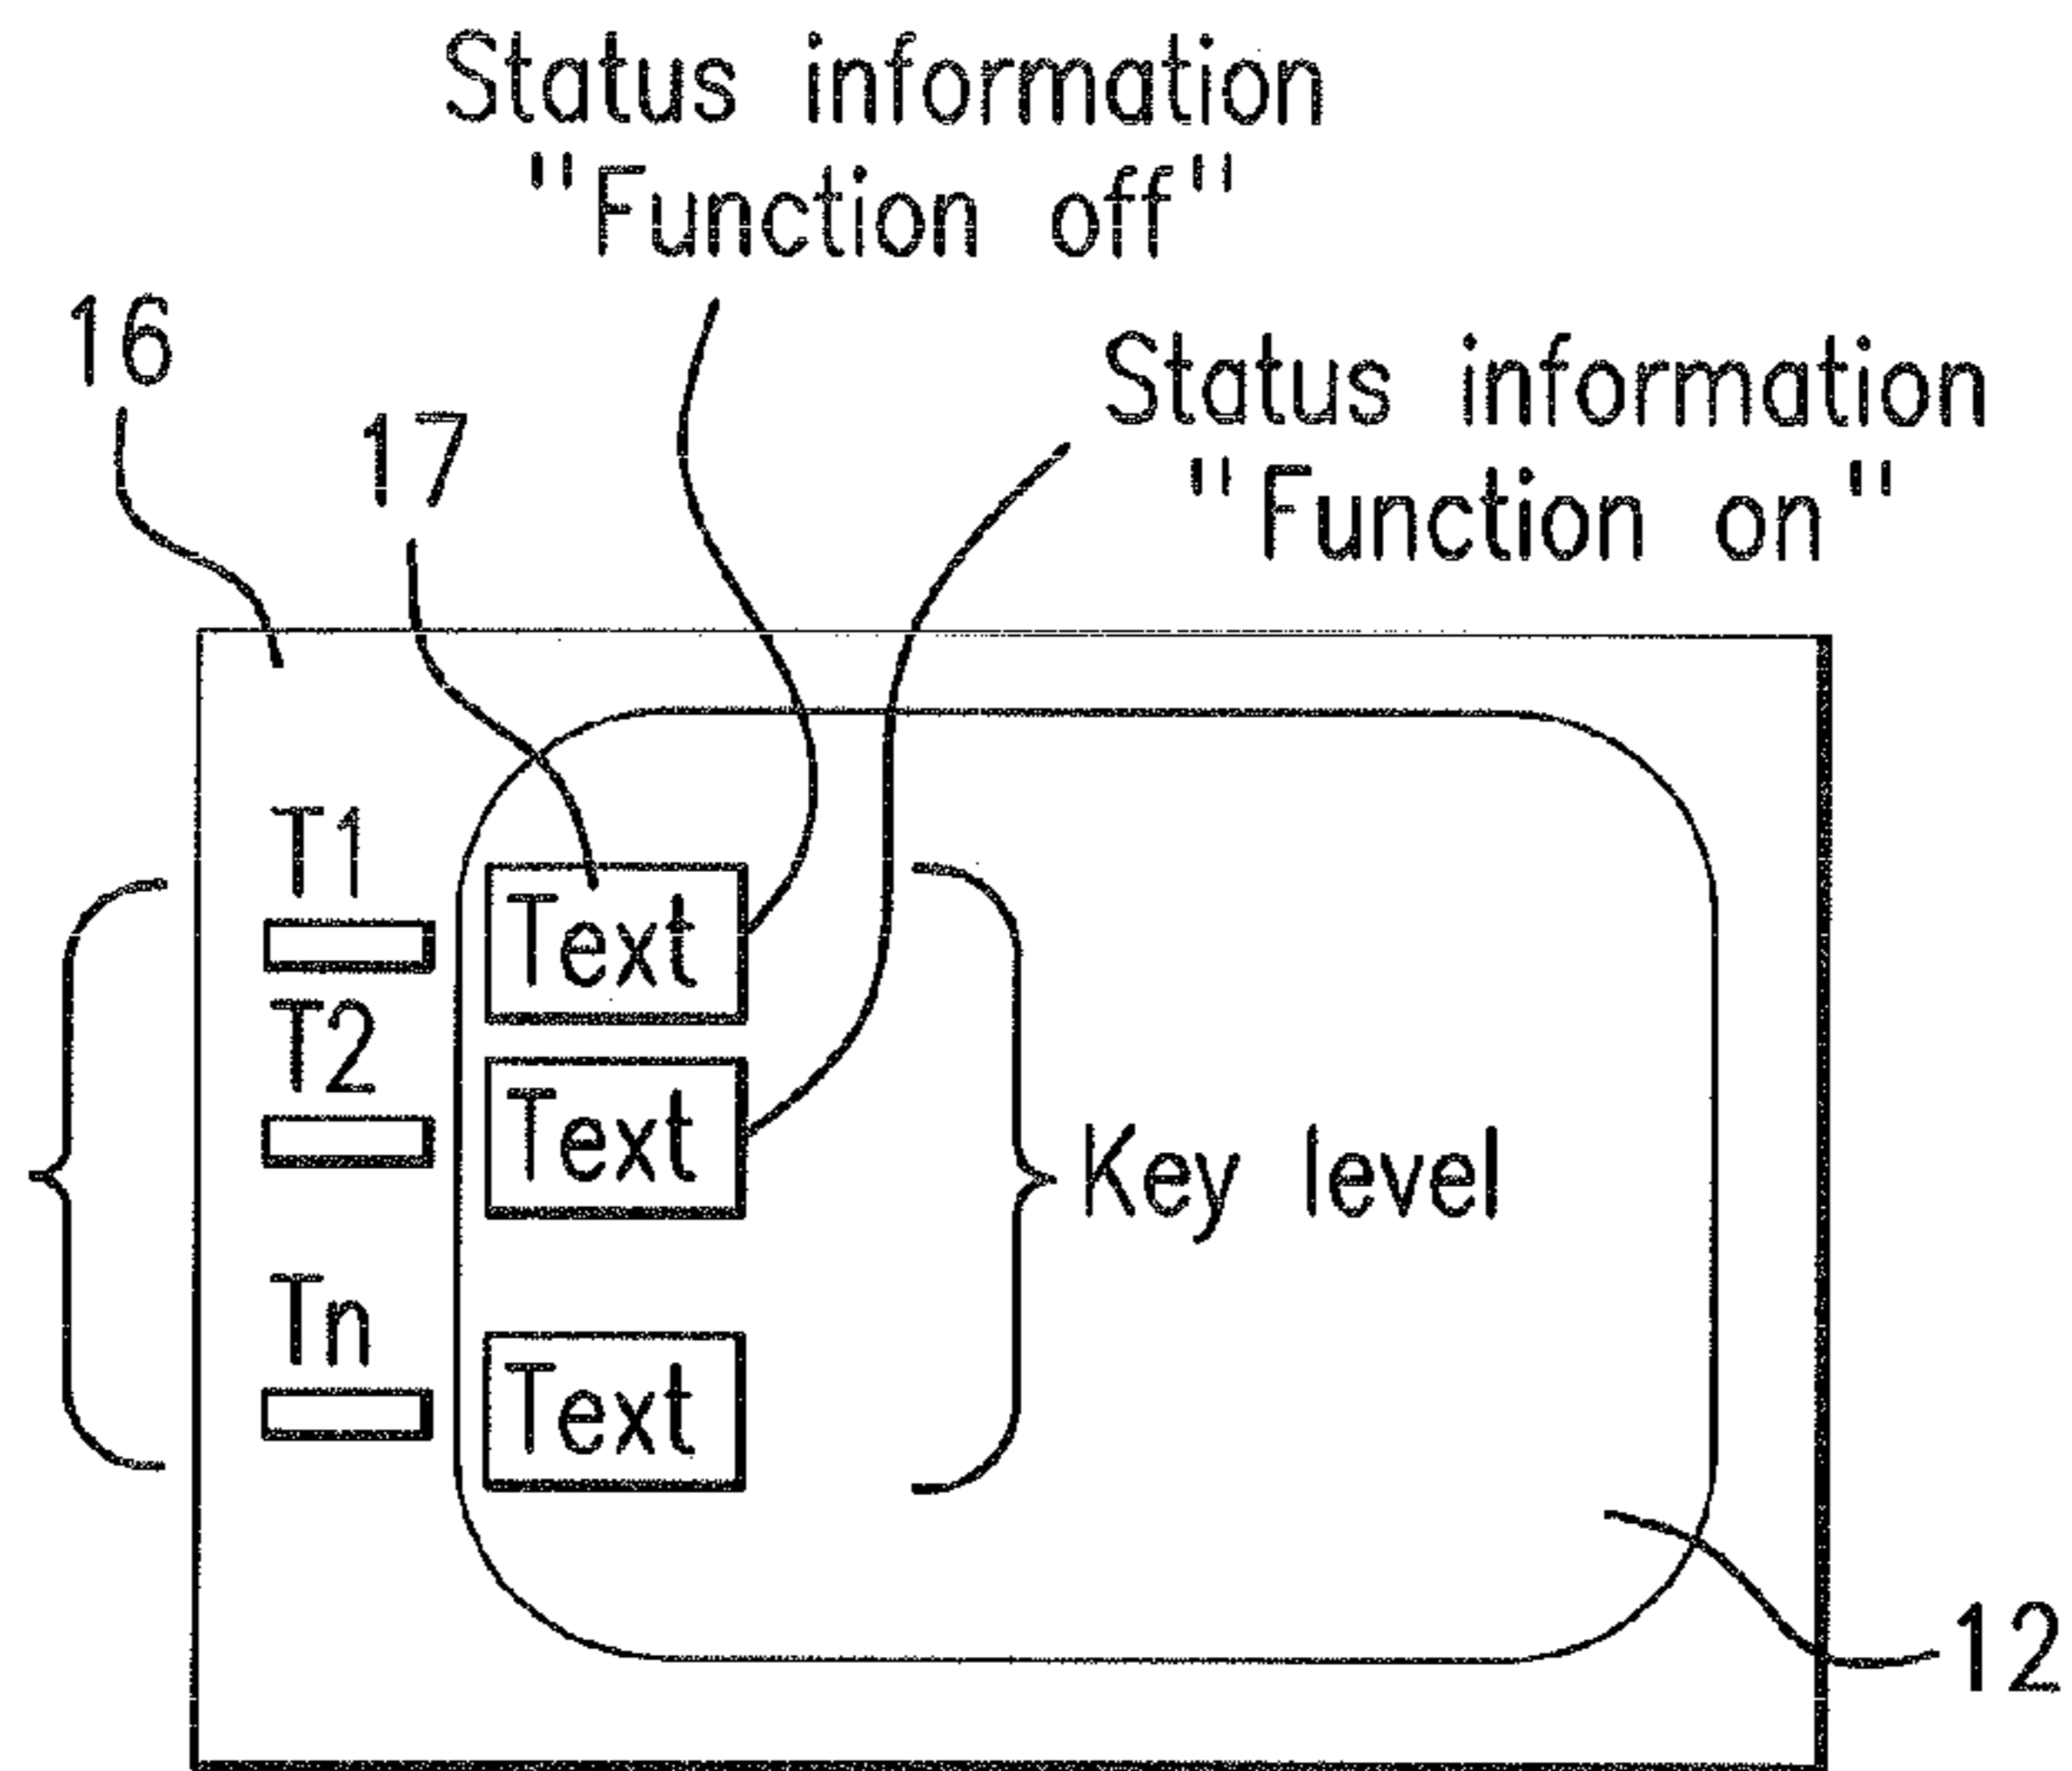 Status information
"Function off"
16
Status information
"Function on"
17
T1
Text
T2
Text
Key level
Tn
Text
12